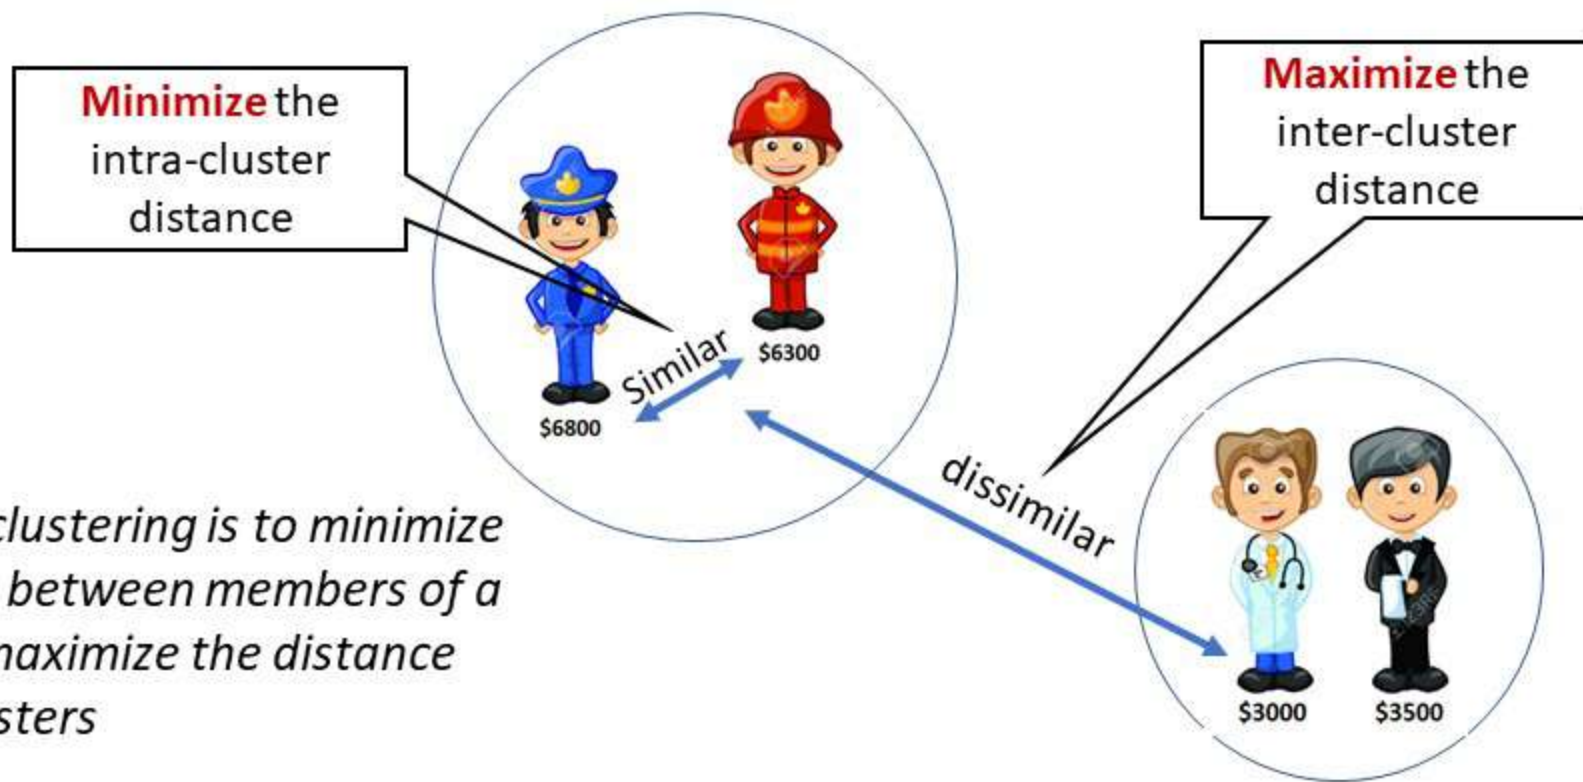 Minimize the
intra-cluster
distance
Maximize the
inter-cluster
distance
Similar
$6300
$6800
dissimilar
clustering is to minimize
between members of a
maximize the distance
sters
$3000
$3500